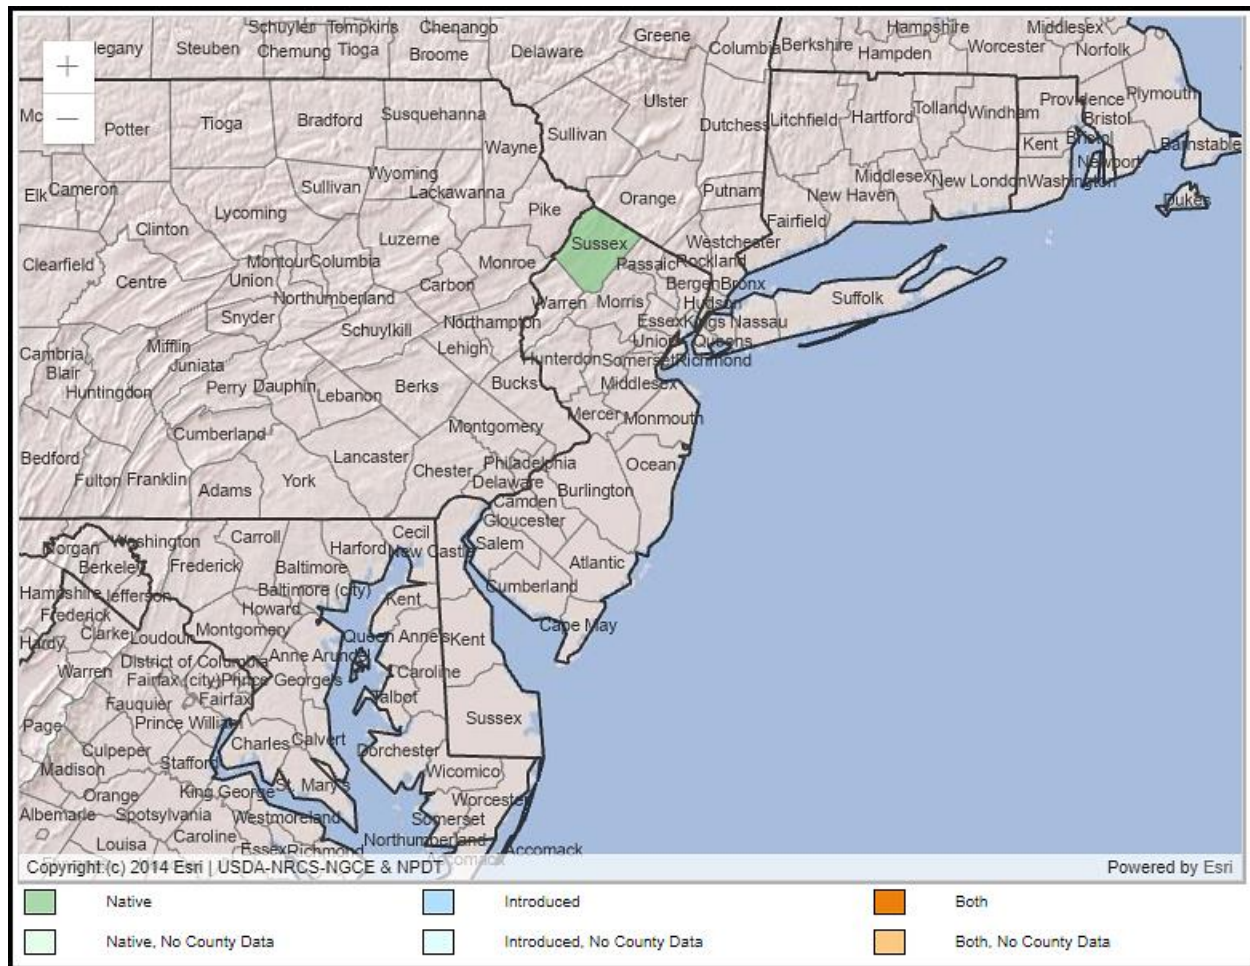 Schuyler Tompkins Chenango Greene Hampshire Middlesex
legany Steuben Chemung Tioga Broome Delaware Columbia Berkshire Hampden Worcester Norfolk
+
−
Mc Potter Tioga Bradford Susquehanna Ulster Dutchess Litchfield Hartford Tolland Windham Providence Plymouth
Bristol
Wayne Sullivan Kent Bristol Barnstable
Newport
Elk Cameron Sullivan Wyoming Lackawanna Pike Orange Putnam New Haven Middlesex New London Washington Dukes
Clinton Lycoming Luzerne Sussex Westchester Fairfield
Clearfield Centre Montour Columbia Monroe Passaic Rockland
Union Carbon Bergen Bronx
Northumberland Warren Morris Hudson Suffolk
Snyder Schuylkill Northampton Essex Kings Nassau
Cambria Mifflin Lehigh Union Queens
Blair Juniata Hunterdon Somerset Richmond
Huntingdon Perry Dauphin Lebanon Berks Bucks Middlesex
Cumberland Montgomery Mercer Monmouth
Bedford Lancaster Chester Philadelphia Ocean
Fulton Franklin Adams York Delaware Burlington
Camden
Gloucester
Morgan Washington Carroll Harford Cecil New Castle Salem
Berkeley Frederick Baltimore Atlantic
Hampshire Jefferson Baltimore (city) Kent Cumberland
Frederick Howard
Hardy Clarke Loudoun Montgomery Queen Anne's Kent Cape May
Warren District of Columbia Anne Arundel Caroline
Fairfax (city) Prince George's
Fauquier Fairfax Talbot
Page Prince William Sussex
Culpeper Charles Calvert Dorchester
Madison Stafford Wicomico
Orange King George St. Mary's Worcester
Albemarle Spotsylvania Westmoreland Somerset
Louisa Caroline Essex Richmond Northumberland Accomack
Accomack
Copyright:(c) 2014 Esri | USDA-NRCS-NGCE & NPDT Powered by Esri
Native Introduced Both
Native, No County Data Introduced, No County Data Both, No County Data